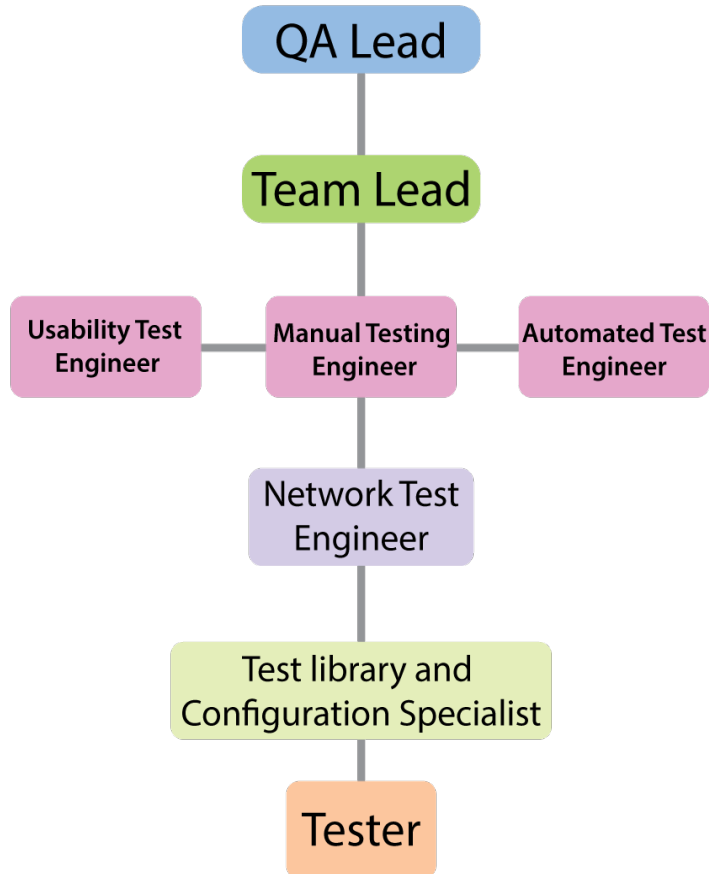 QA Lead
Team Lead
Usability Test
Engineer
Manual Testing
Engineer
Automated Test
Engineer
Network Test
Engineer
Test library and
Configuration Specialist
Tester